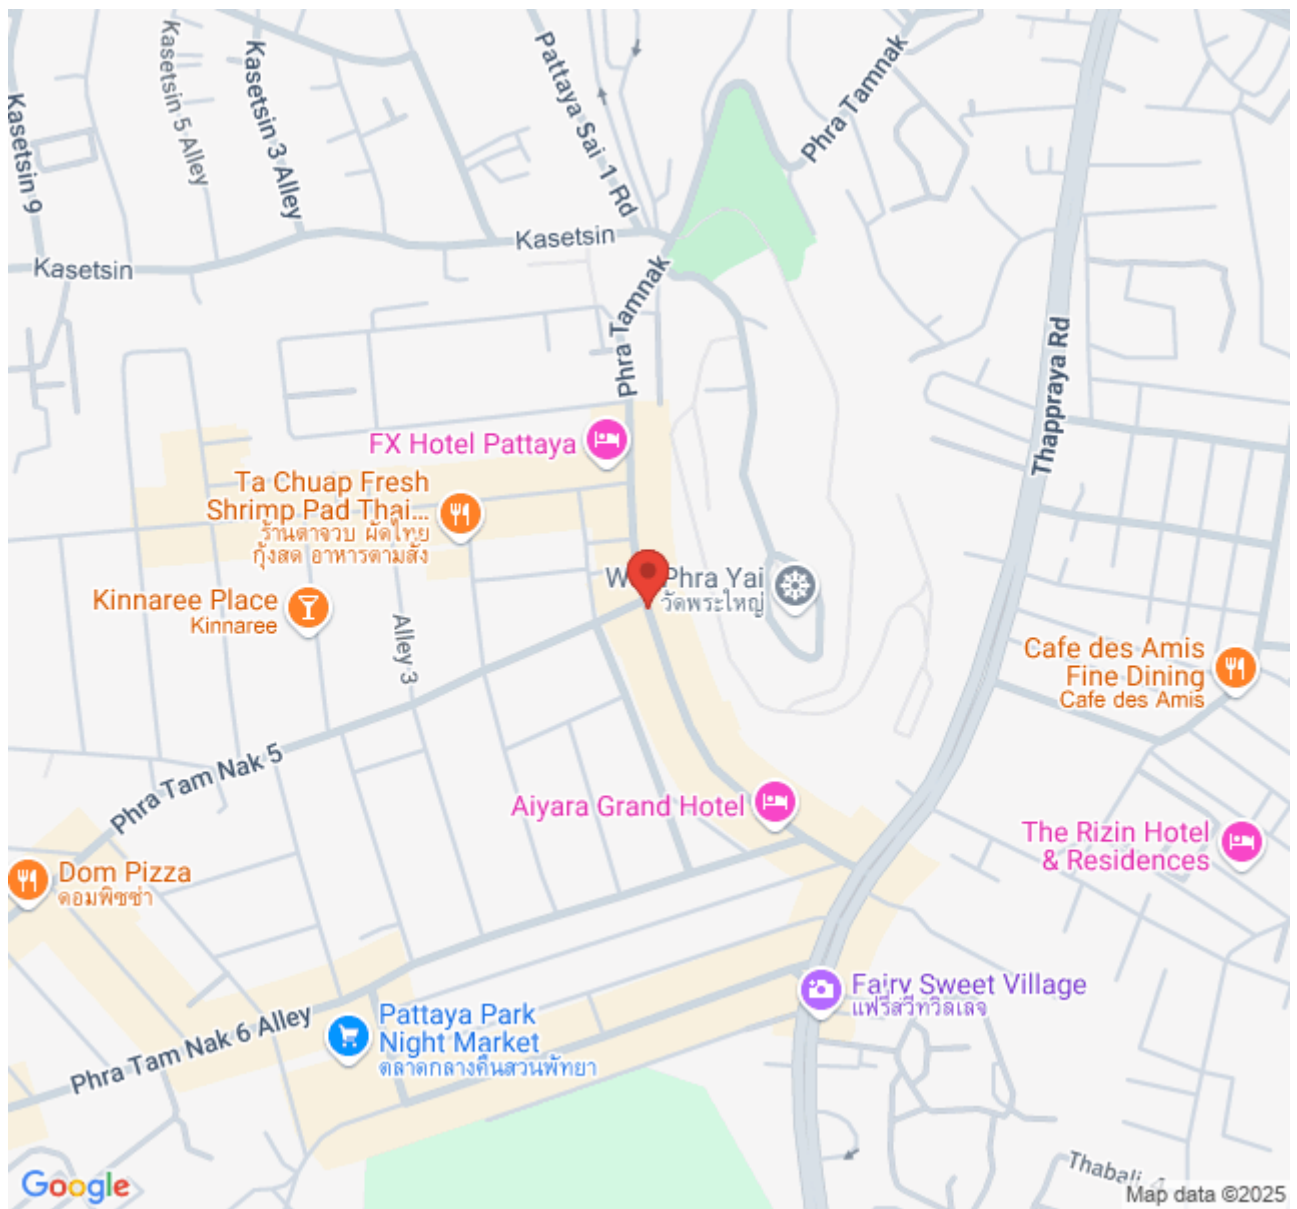 Kasetsin 9
Kasetsin 5 Alley
Kasetsin 3 Alley
Pattaya Sai 1 Rd
Phra Tamnak
Kasetsin
Kasetsin
Phra Tamnak
Thappraya Rd
FX Hotel Pattaya
Ta Chuap Fresh
Shrimp Pad Thai...
ร้านตาจวบ ผัดไทย
กุ้งสด อาหารตามสั่ง
Phra Yai
วัดพระใหญ่
Kinnaree Place
Kinnaree
Alley 3
Cafe des Amis
Fine Dining
Cafe des Amis
Phra Tam Nak 5
Aiyara Grand Hotel
The Rizin Hotel
& Residences
Dom Pizza
ดอมพิซซ่า
Fairy Sweet Village
แฟรี่สวีทวิลเลจ
Pattaya Park
Night Market
ตลาดกลางคืนสวนพัทยา
Phra Tam Nak 6 Alley
Thabali 4
Google
Map data ©2025